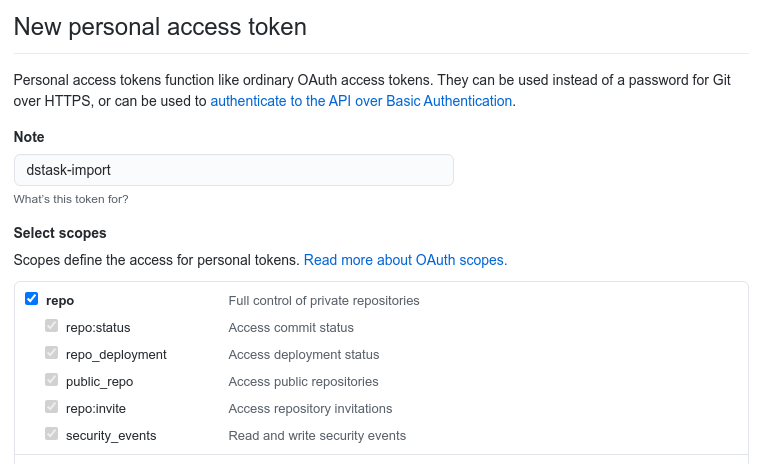 New personal access token
Personal access tokens function like ordinary OAuth access tokens. They can be used instead of a password for Git
over HTTPS, or can be used to authenticate to the API over Basic Authentication.
Note
dstask-import
What's this token for?
Select scopes
Scopes define the access for personal tokens. Read more about OAuth scopes.
repo Full control of private repositories
repo:status Access commit status
repo_deployment Access deployment status
public_repo Access public repositories
repo:invite Access repository invitations
security_events Read and write security events